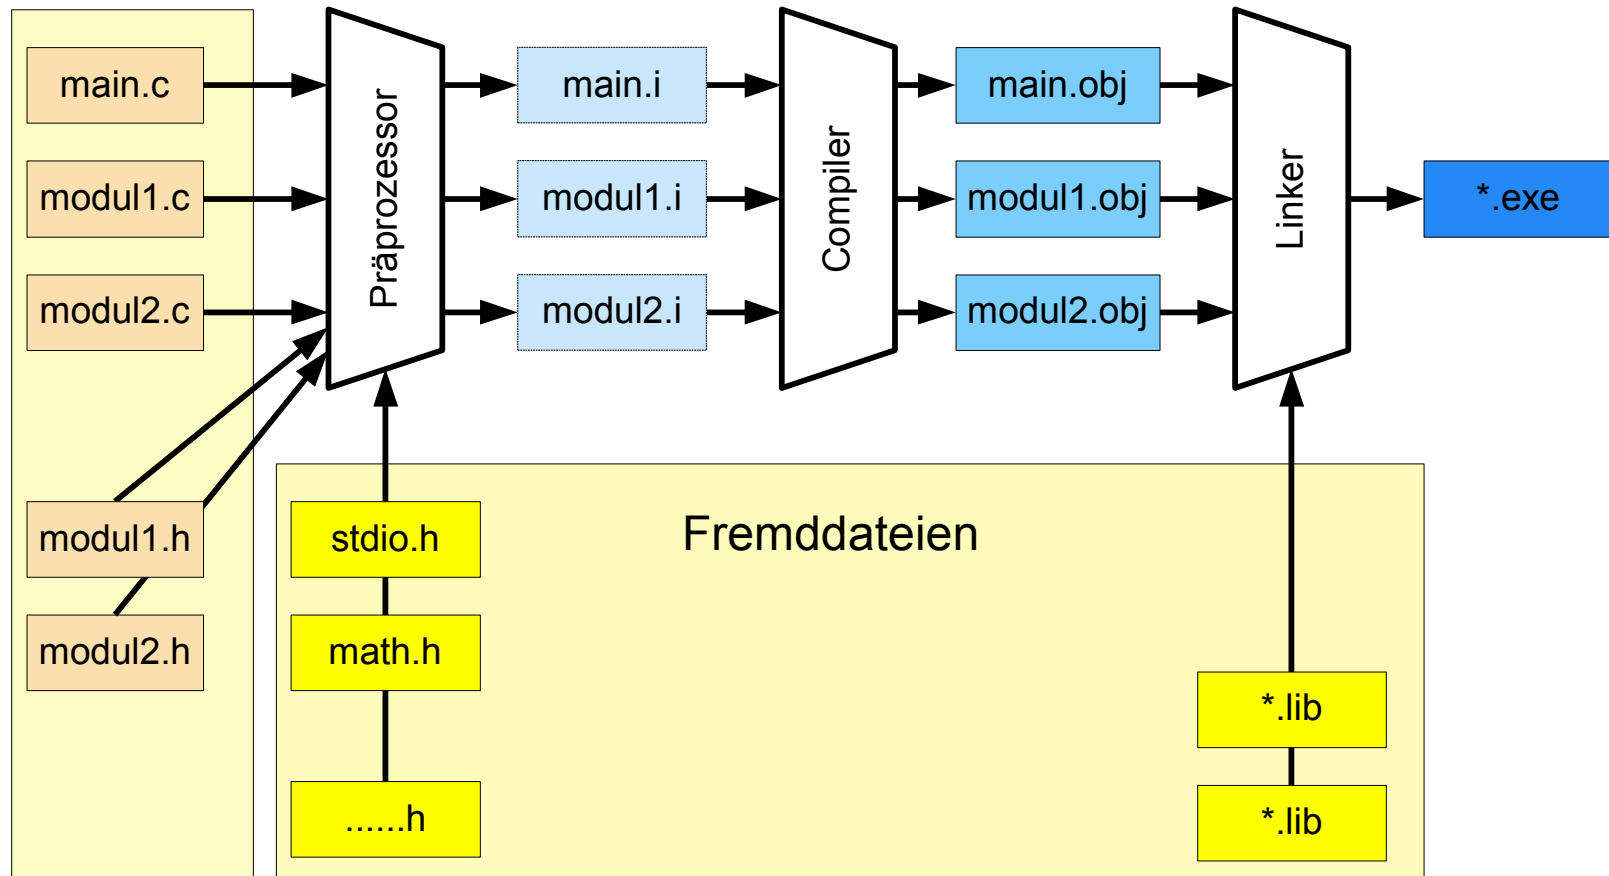 main.c
modul1.c
modul2.c
modul1.h
modul2.h
Präprozessor
main.i
modul1.i
modul2.i
Compiler
main.obj
modul1.obj
modul2.obj
Linker
*.exe
Fremddateien
stdio.h
math.h
......h
*.lib
*.lib